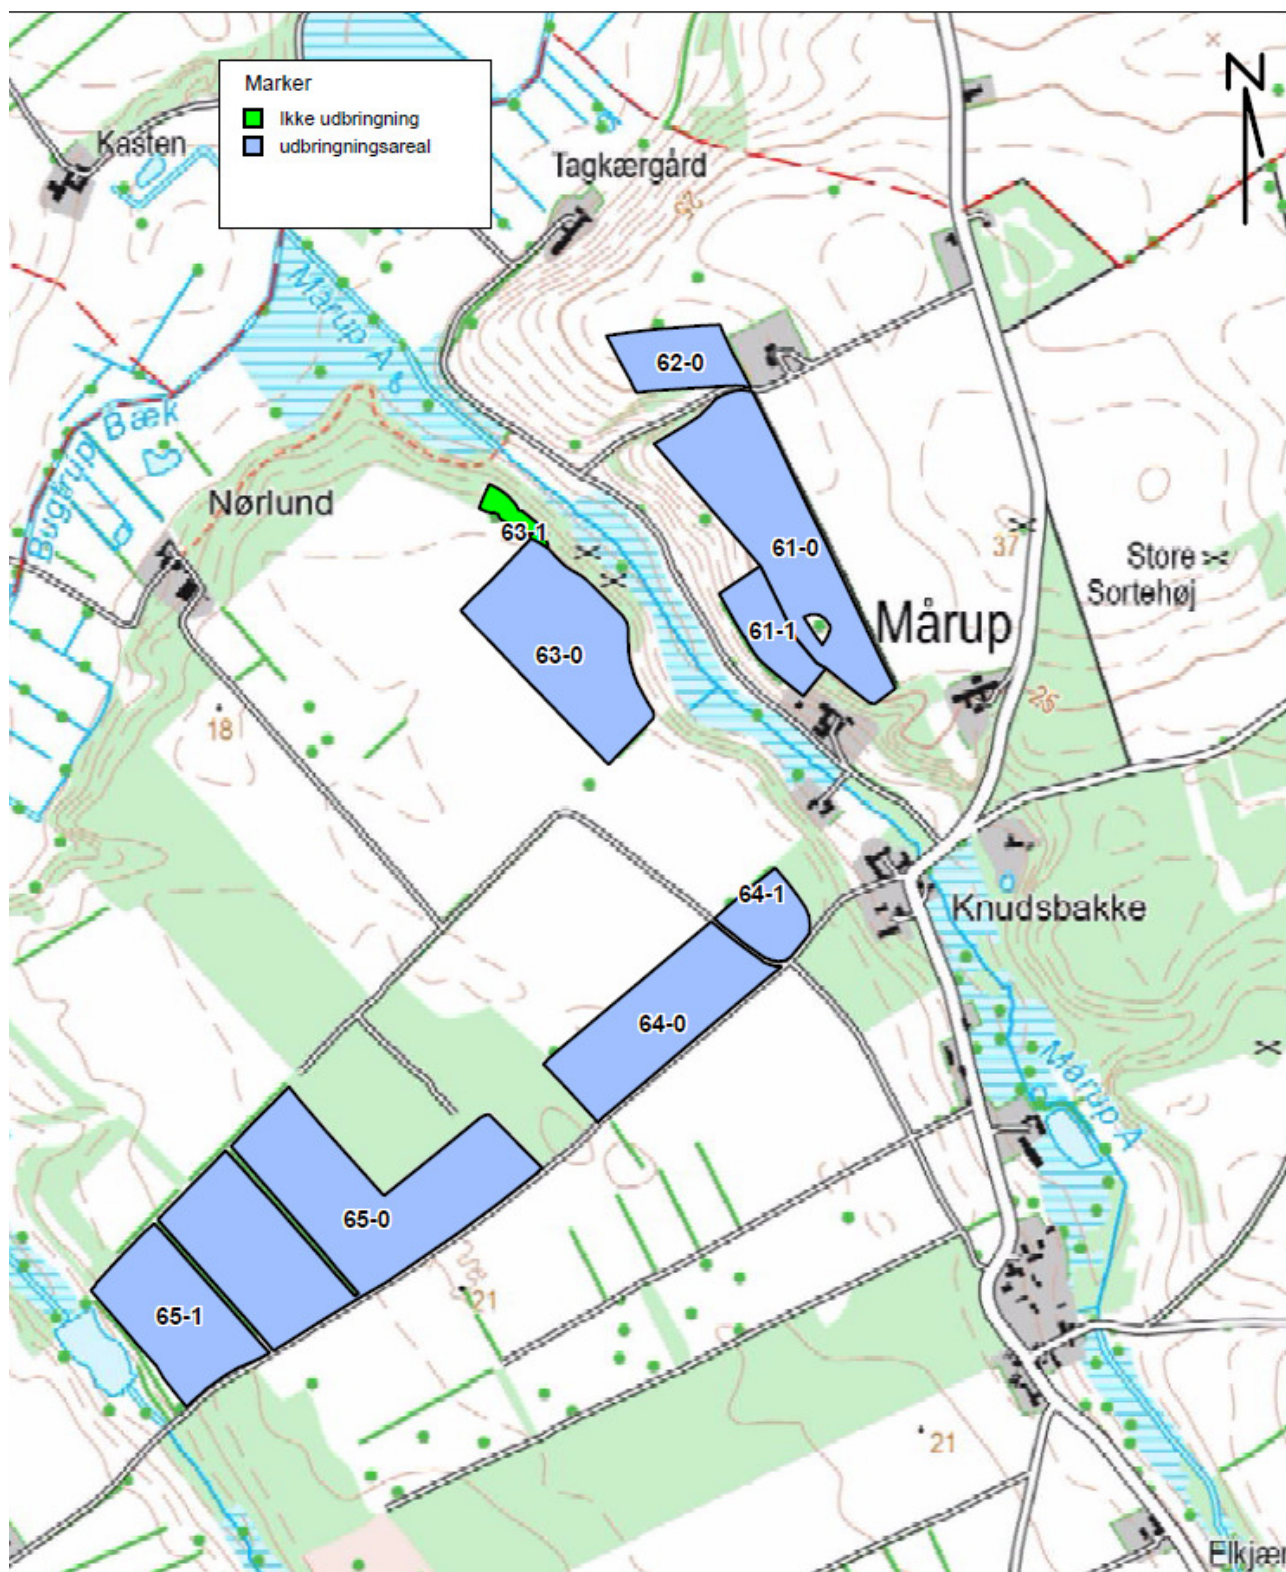 Marker
Ikke udbringning
udbringningsareal
N
Kasten
Tagkærgård
Mårup Å
62-0
Bugtrup Bæk
Nørlund
63-1
61-0
37
Store
Sortehøj
61-1
Mårup
63-0
25
18
64-1
Knudsbakke
64-0
Mårup Å
65-0
21
65-1
21
Elkjær